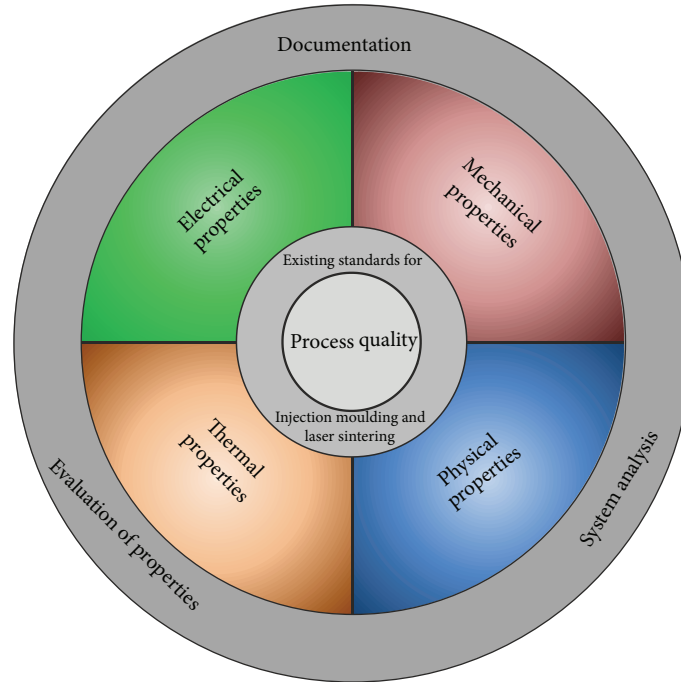 Documentation
Electrical
properties
Mechanical
properties
Existing standards for
Process quality
Injection moulding and
laser sintering
Thermal
properties
Physical
properties
Evaluation of properties
System analysis